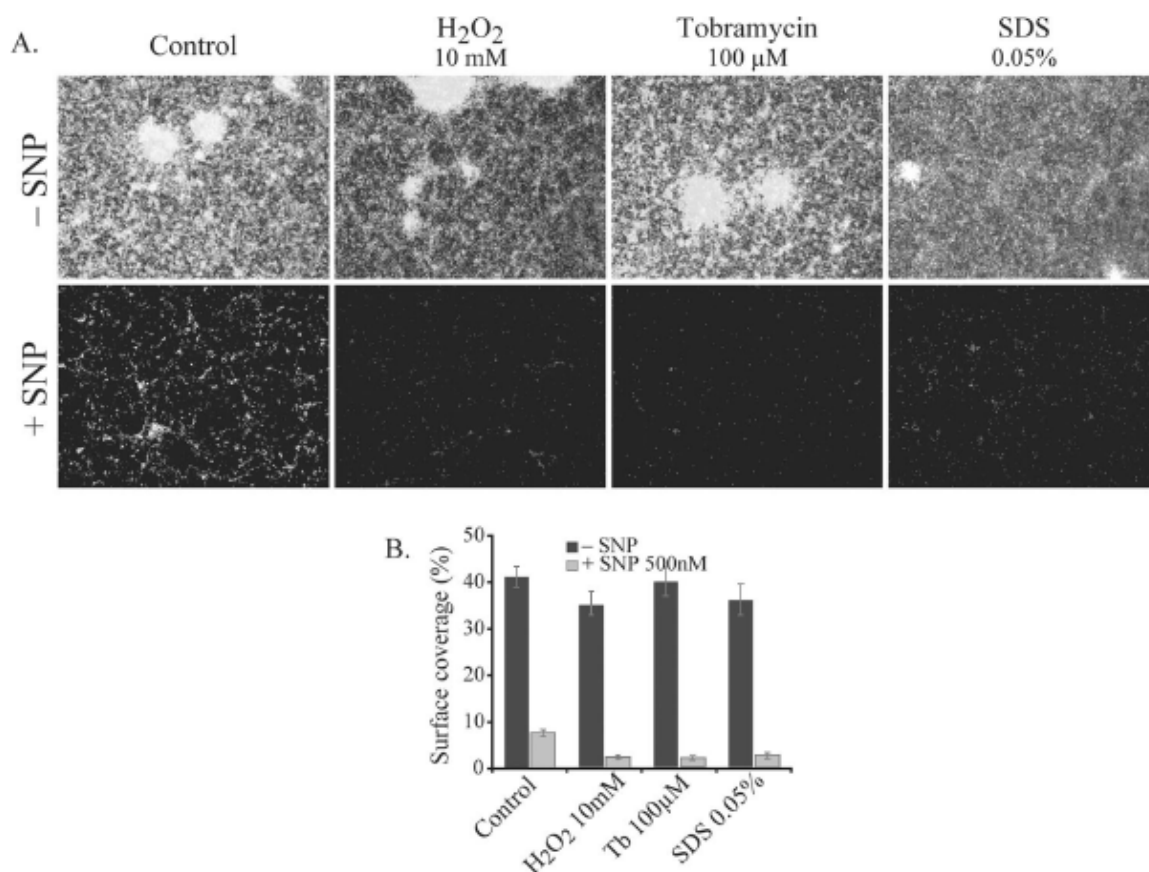 A.
Control
H₂O₂
10 mM
Tobramycin
100 µM
SDS
0.05%
– SNP
+ SNP
B.
– SNP
+ SNP 500nM
Surface coverage (%)
50
40
30
20
10
0
Control
H₂O₂ 10mM
Tb 100µM
SDS 0.05%